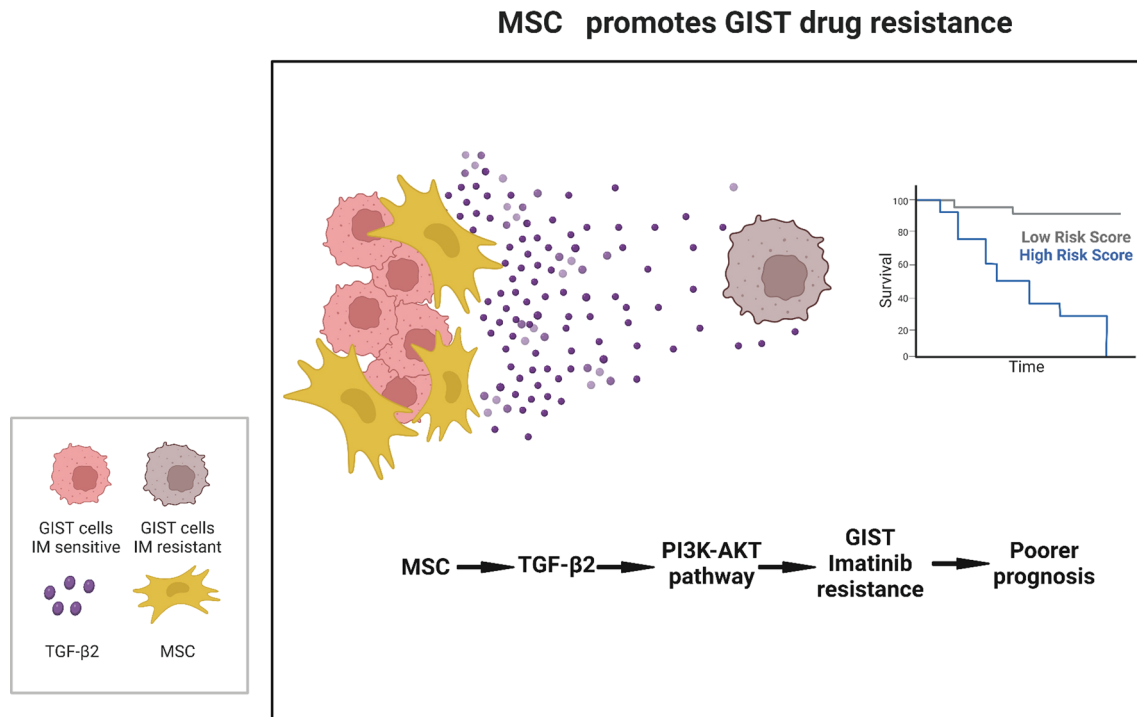 MSC promotes GIST drug resistance
100
80
60
40
20
0
Survival
Time
Low Risk Score
High Risk Score
GIST cells
IM sensitive
GIST cells
IM resistant
TGF-β2
MSC
MSC
TGF-β2
PI3K-AKT
pathway
GIST
Imatinib
resistance
Poorer
prognosis